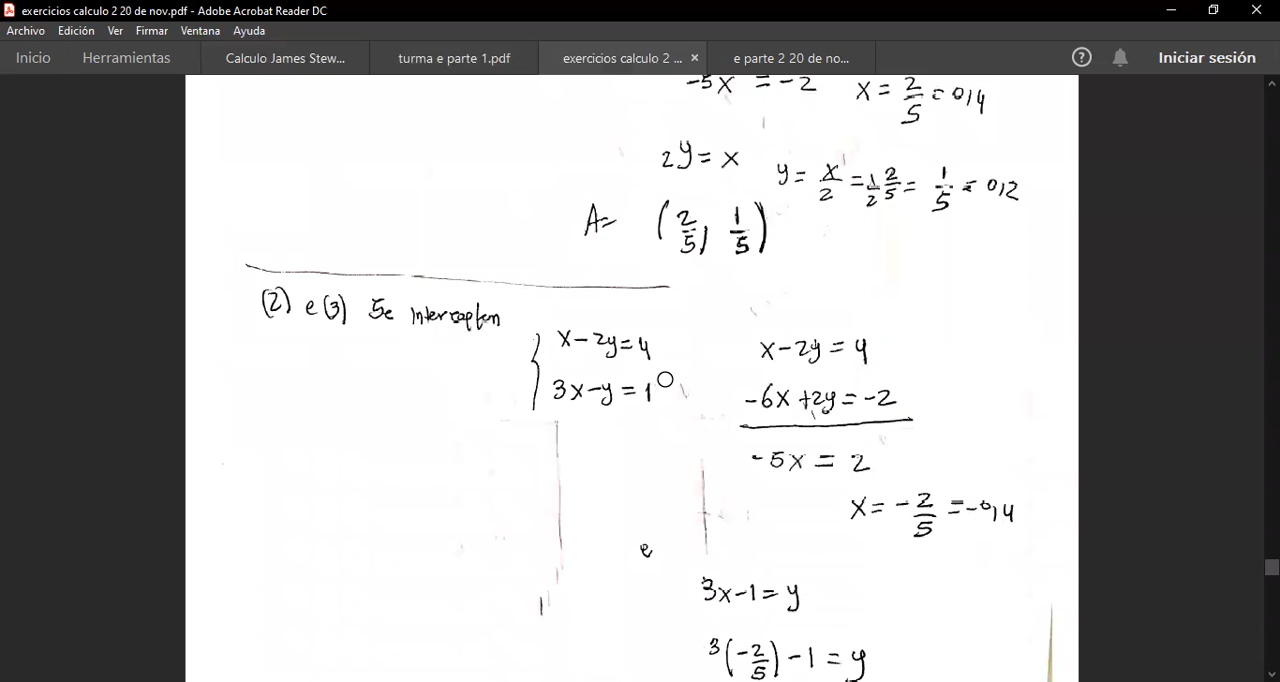 exercicios calculo 2 20 de nov.pdf - Adobe Acrobat Reader DC
Archivo Edición Ver Firmar Ventana Ayuda
Inicio Herramientas Calculo James Stew... turma e parte 1.pdf exercicios calculo 2 ... × e parte 2 20 de no... Iniciar sesión
-5x = -2 x = 2/5 = 0,4
2y = x y = x/2 = 1/2 2/5 = 1/5 = 0,2
A = (2/5, 1/5)
(2) e (3) Se interceptan
x - 2y = 4 x - 2y = 4
3x - y = 1 -6x + 2y = -2
-5x = 2
x = -2/5 = -0,4
e
3x - 1 = y
3(-2/5) - 1 = y